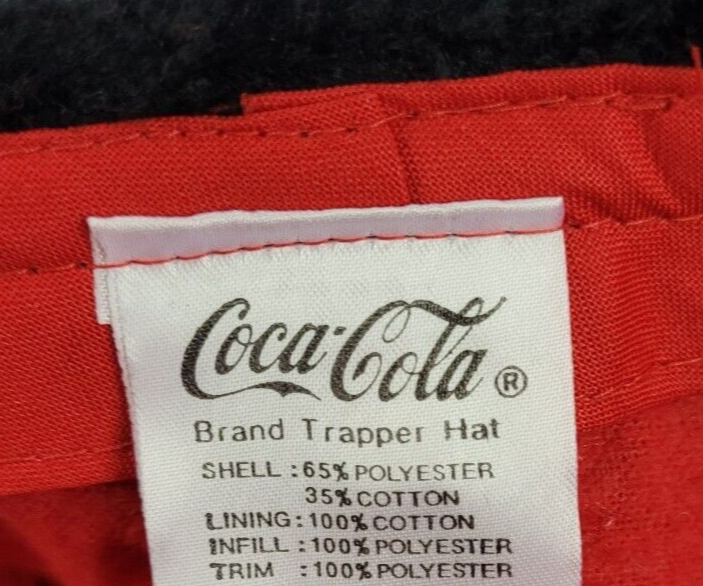 Coca-Cola ®
Brand Trapper Hat
SHELL :65% POLYESTER
35% COTTON
LINING:100% COTTON
INFILL :100% POLYESTER
TRIM :100% POLYESTER